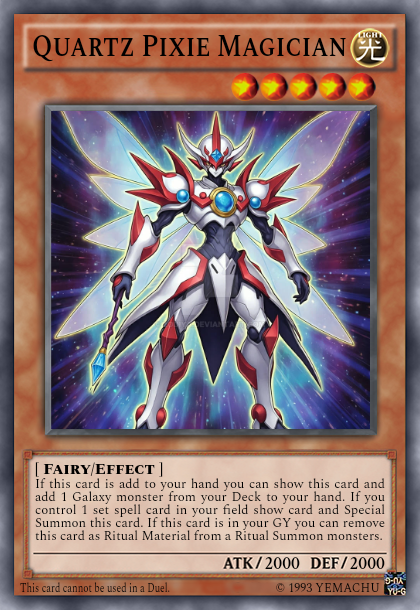 QUARTZ PIXIE MAGICIAN
LIGHT
光
[ FAIRY/EFFECT ]
If this card is add to your hand you can show this card and
add 1 Galaxy monster from your Deck to your hand. If you
control 1 set spell card in your field show card and Special
Summon this card. If this card is in your GY you can remove
this card as Ritual Material from a Ritual Summon monsters.
ATK/2000 DEF/2000
This card cannot be used in a Duel.
© 1993 YEMACHU